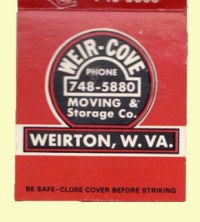 WEIR-COVE
PHONE
748-5880
MOVING &
Storage Co.
WEIRTON, W.VA.
BE SAFE-CLOSE COVER BEFORE STRIKING